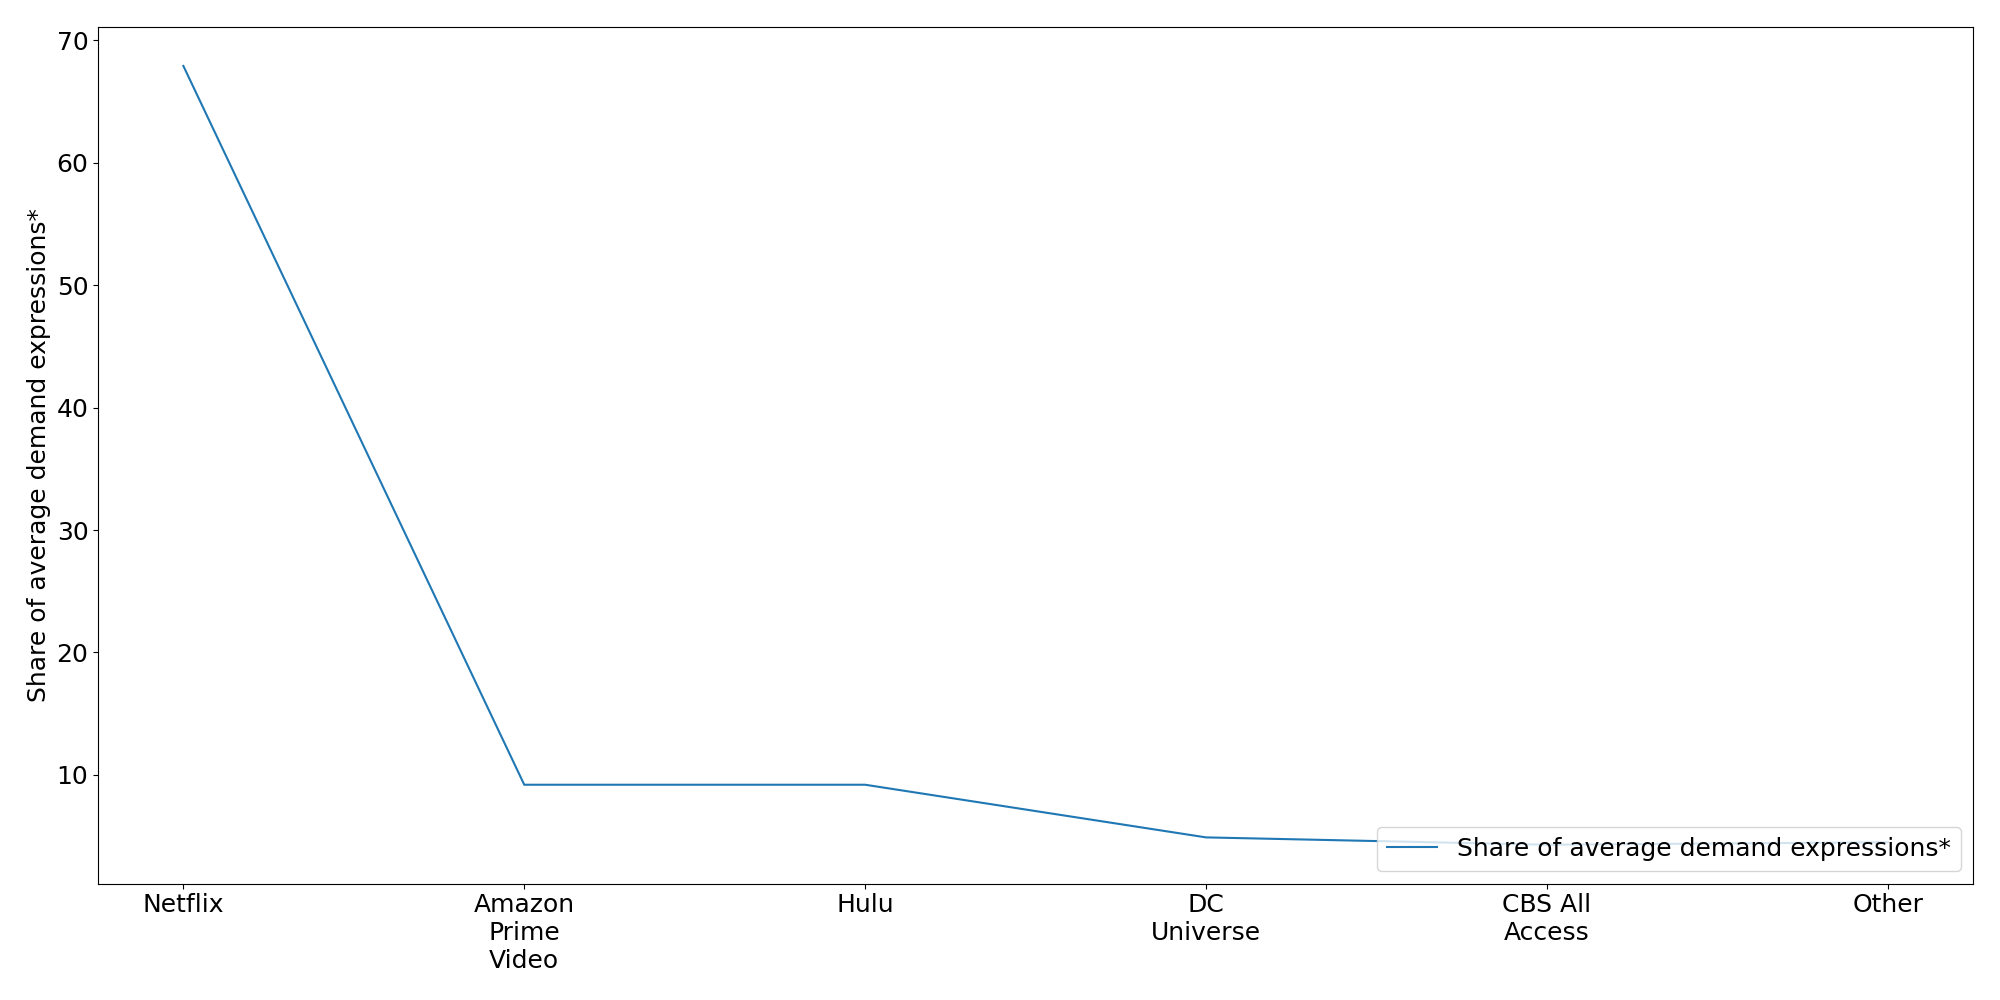 70
60
50
40
30
20
10
Share of average demand expressions*
Share of average demand expressions*
Netflix
Amazon
Prime
Video
Hulu
DC
Universe
CBS All
Access
Other